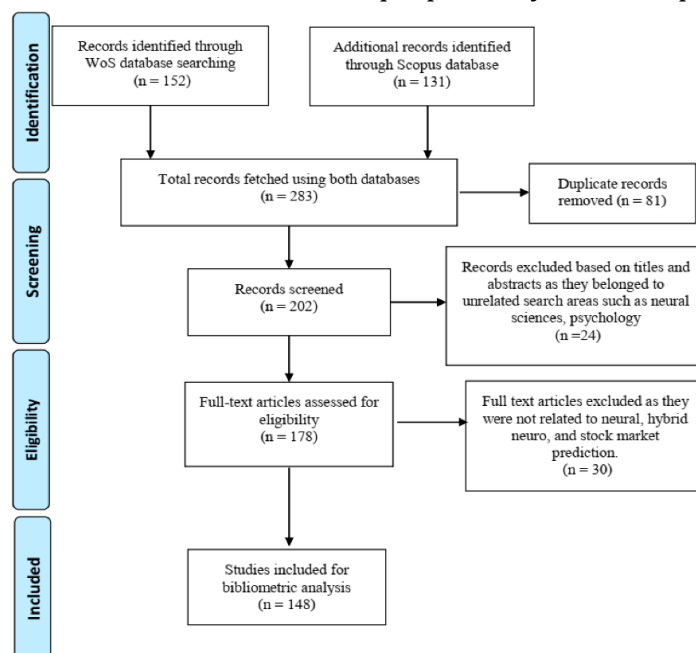 Identification
Records identified through
WoS database searching
(n = 152)
Additional records identified
through Scopus database
(n = 131)
Total records fetched using both databases
(n = 283)
Screening
Duplicate records
removed (n = 81)
Records screened
(n = 202)
Records excluded based on titles and
abstracts as they belonged to
unrelated search areas such as neural
sciences, psychology
(n =24)
Eligibility
Full-text articles assessed for
eligibility
(n = 178)
Full text articles excluded as they
were not related to neural, hybrid
neuro, and stock market
prediction.
(n = 30)
Included
Studies included for
bibliometric analysis
(n = 148)